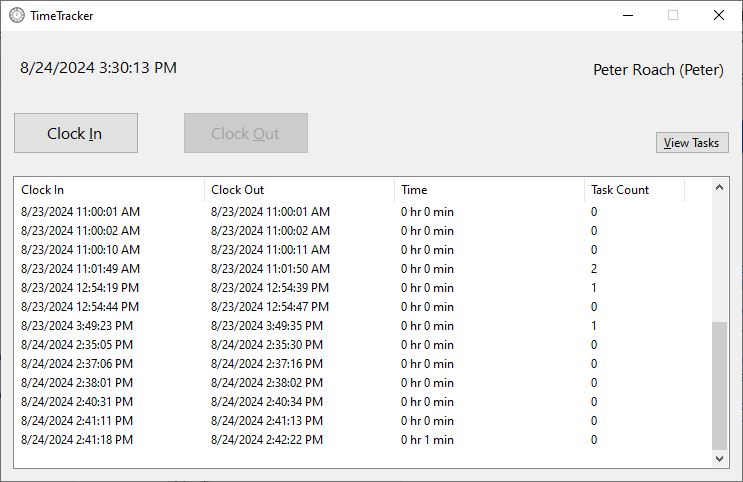 TimeTracker
8/24/2024 3:30:13 PM Peter Roach (Peter)
Clock In Clock Out
View Tasks
Clock In Clock Out Time Task Count
8/23/2024 11:00:01 AM 8/23/2024 11:00:01 AM 0 hr 0 min 0
8/23/2024 11:00:02 AM 8/23/2024 11:00:02 AM 0 hr 0 min 0
8/23/2024 11:00:10 AM 8/23/2024 11:00:11 AM 0 hr 0 min 0
8/23/2024 11:01:49 AM 8/23/2024 11:01:50 AM 0 hr 0 min 2
8/23/2024 12:54:19 PM 8/23/2024 12:54:39 PM 0 hr 0 min 1
8/23/2024 12:54:44 PM 8/23/2024 12:54:47 PM 0 hr 0 min 0
8/23/2024 3:49:23 PM 8/23/2024 3:49:35 PM 0 hr 0 min 1
8/24/2024 2:35:05 PM 8/24/2024 2:35:30 PM 0 hr 0 min 0
8/24/2024 2:37:06 PM 8/24/2024 2:37:16 PM 0 hr 0 min 0
8/24/2024 2:38:01 PM 8/24/2024 2:38:02 PM 0 hr 0 min 0
8/24/2024 2:40:31 PM 8/24/2024 2:40:34 PM 0 hr 0 min 0
8/24/2024 2:41:11 PM 8/24/2024 2:41:13 PM 0 hr 0 min 0
8/24/2024 2:41:18 PM 8/24/2024 2:42:22 PM 0 hr 1 min 0